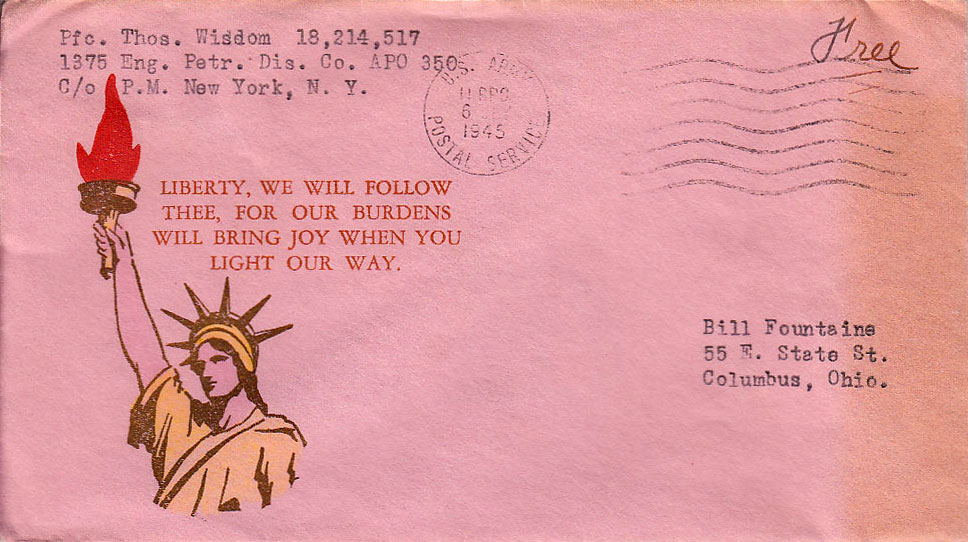 Pfc. Thos. Wisdom 18,214,517
1375 Eng. Petr. Dis. Co. APO 350
C/o P.M. New York, N. Y.
Free
U.S. ARMY
1945
POSTAL SERVICE
LIBERTY, WE WILL FOLLOW
THEE, FOR OUR BURDENS
WILL BRING JOY WHEN YOU
LIGHT OUR WAY.
Bill Fountaine
55 E. State St.
Columbus, Ohio.